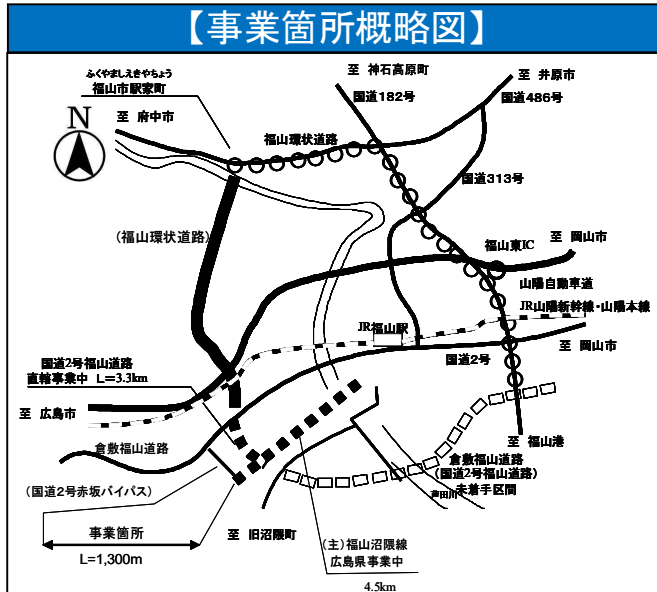 【事業箇所概略図】
至 神石高原町
至 井原市
ふくやましえきやちょう
福山市駅家町
国道182号
国道486号
至 府中市
N
福山環状道路
国道313号
(福山環状道路)
福山東IC
至 岡山市
山陽自動車道
JR山陽新幹線・山陽本線
JR福山駅
国道2号福山道路
直轄事業中 L=3.3km
国道2号
至 岡山市
至 広島市
倉敷福山道路
至 福山港
倉敷福山道路
(国道2号福山道路)
芦田川
未着手区間
(国道2号赤坂バイパス)
事業箇所
L=1,300m
至 旧沼隈町
(主)福山沼隈線
広島県事業中
4.5km